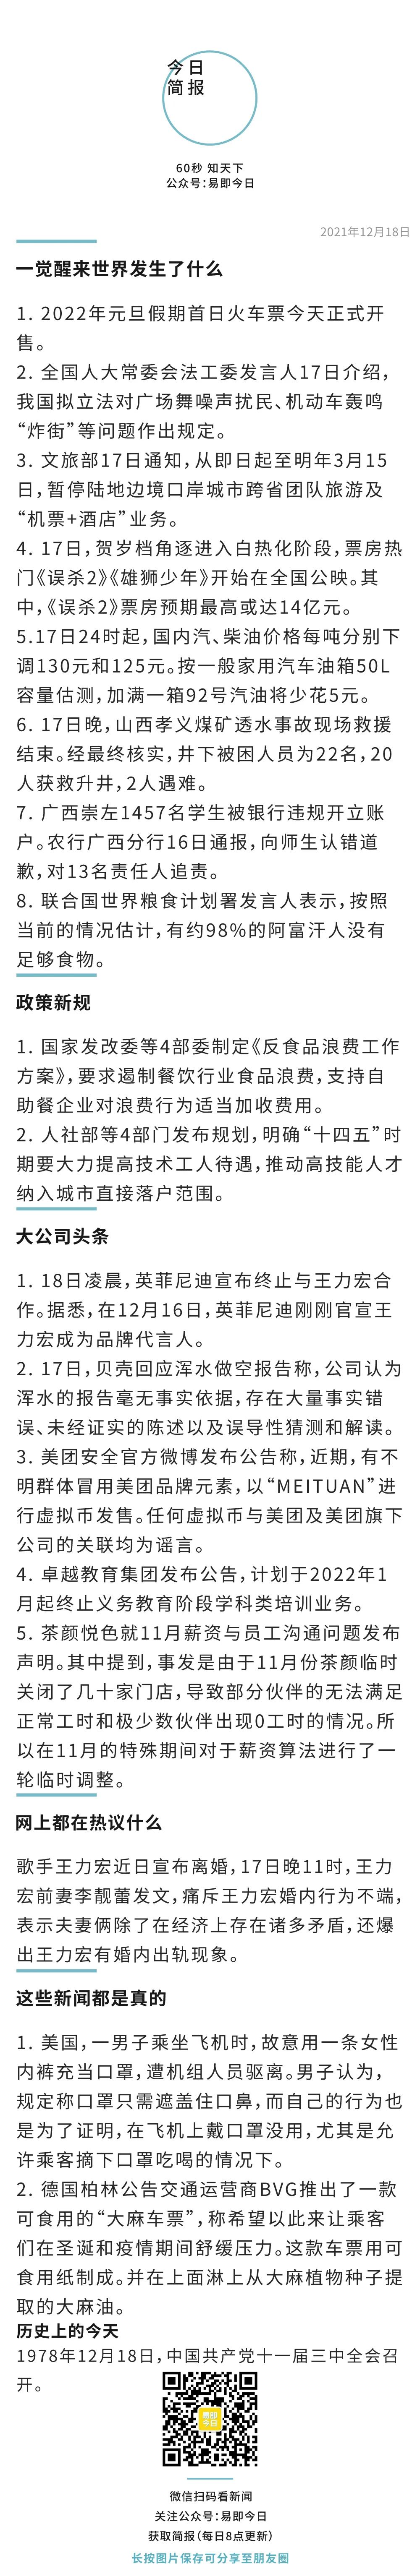 今日
简报
60秒 知天下
公众号：易即今日
2021年12月18日
一觉醒来世界发生了什么
1. 2022年元旦假期首日火车票今天正式开
售。
2. 全国人大常委会法工委发言人17日介绍，
我国拟立法对广场舞噪声扰民、机动车轰鸣
“炸街”等问题作出规定。
3. 文旅部17日通知，从即日起至明年3月15
日，暂停陆地边境口岸城市跨省团队旅游及
“机票+酒店”业务。
4. 17日，贺岁档角逐进入白热化阶段，票房热
门《误杀2》《雄狮少年》开始在全国公映。其
中，《误杀2》票房预期最高或达14亿元。
5.17日24时起，国内汽、柴油价格每吨分别下
调130元和125元。按一般家用汽车油箱50L
容量估测，加满一箱92号汽油将少花5元。
6. 17日晚，山西孝义煤矿透水事故现场救援
结束。经最终核实，井下被困人员为22名，20
人获救升井，2人遇难。
7. 广西崇左1457名学生被银行违规开立账
户。农行广西分行16日通报，向师生认错道
歉，对13名责任人追责。
8. 联合国世界粮食计划署发言人表示，按照
当前的情况估计，有约98%的阿富汗人没有
足够食物。
政策新规
1. 国家发改委等4部委制定《反食品浪费工作
方案》，要求遏制餐饮行业食品浪费，支持自
助餐企业对浪费行为适当加收费用。
2. 人社部等4部门发布规划，明确“十四五”时
期要大力提高技术工人待遇，推动高技能人才
纳入城市直接落户范围。
大公司头条
1. 18日凌晨，英菲尼迪宣布终止与王力宏合
作。据悉，在12月16日，英菲尼迪刚刚官宣王
力宏成为品牌代言人。
2. 17日，贝壳回应浑水做空报告称，公司认为
浑水的报告毫无事实依据，存在大量事实错
误、未经证实的陈述以及误导性猜测和解读。
3. 美团安全官方微博发布公告称，近期，有不
明群体冒用美团品牌元素，以“MEITUAN”进
行虚拟币发售。任何虚拟币与美团及美团旗下
公司的关联均为谣言。
4. 卓越教育集团发布公告，计划于2022年1
月起终止义务教育阶段学科类培训业务。
5. 茶颜悦色就11月薪资与员工沟通问题发布
声明。其中提到，事发是由于11月份茶颜临时
关闭了几十家门店，导致部分伙伴的无法满足
正常工时和极少数伙伴出现0工时的情况。所
以在11月的特殊期间对于薪资算法进行了一
轮临时调整。
网上都在热议什么
歌手王力宏近日宣布离婚，17日晚11时，王力
宏前妻李靓蕾发文，痛斥王力宏婚内行为不端，
表示夫妻俩除了在经济上存在诸多矛盾，还爆
出王力宏有婚内出轨现象。
这些新闻都是真的
1. 美国，一男子乘坐飞机时，故意用一条女性
内裤充当口罩，遭机组人员驱离。男子认为，
规定称口罩只需遮盖住口鼻，而自己的行为也
是为了证明，在飞机上戴口罩没用，尤其是允
许乘客摘下口罩吃喝的情况下。
2. 德国柏林公告交通运营商BVG推出了一款
可食用的“大麻车票”，称希望以此来让乘客
们在圣诞和疫情期间舒缓压力。这款车票用可
食用纸制成。并在上面淋上从大麻植物种子提
取的大麻油。
历史上的今天
1978年12月18日，中国共产党十一届三中全会召
开。
易即
今日
微信扫码看新闻
关注公众号：易即今日
获取简报（每日8点更新）
长按图片保存可分享至朋友圈